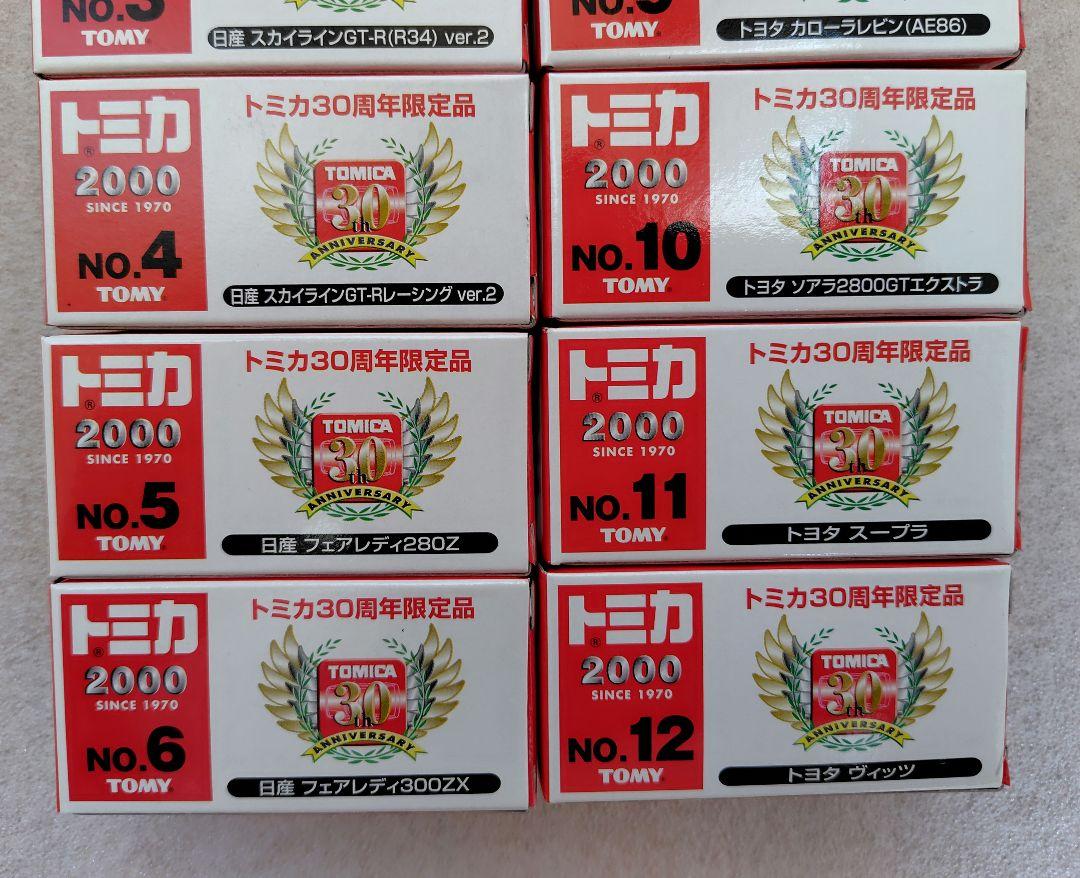 NO.3
TOMY
日産 スカイラインGT-R(R34) ver.2
NO.9
TOMY
トヨタ カローラレビン(AE86)
トミカ
®
2000
SINCE 1970
NO.4
TOMY
トミカ30周年限定品
TOMICA
30th
ANNIVERSARY
日産 スカイラインGT-Rレーシング ver.2
トミカ
®
2000
SINCE 1970
NO.10
TOMY
トミカ30周年限定品
TOMICA
30th
ANNIVERSARY
トヨタ ソアラ2800GTエクストラ
トミカ
®
2000
SINCE 1970
NO.5
TOMY
トミカ30周年限定品
TOMICA
30th
ANNIVERSARY
日産 フェアレディ280Z
トミカ
®
2000
SINCE 1970
NO.11
TOMY
トミカ30周年限定品
TOMICA
30th
ANNIVERSARY
トヨタ スープラ
トミカ
®
2000
SINCE 1970
NO.6
TOMY
トミカ30周年限定品
TOMICA
30th
ANNIVERSARY
日産 フェアレディ300ZX
トミカ
®
2000
SINCE 1970
NO.12
TOMY
トミカ30周年限定品
TOMICA
30th
ANNIVERSARY
トヨタ ヴィッツ